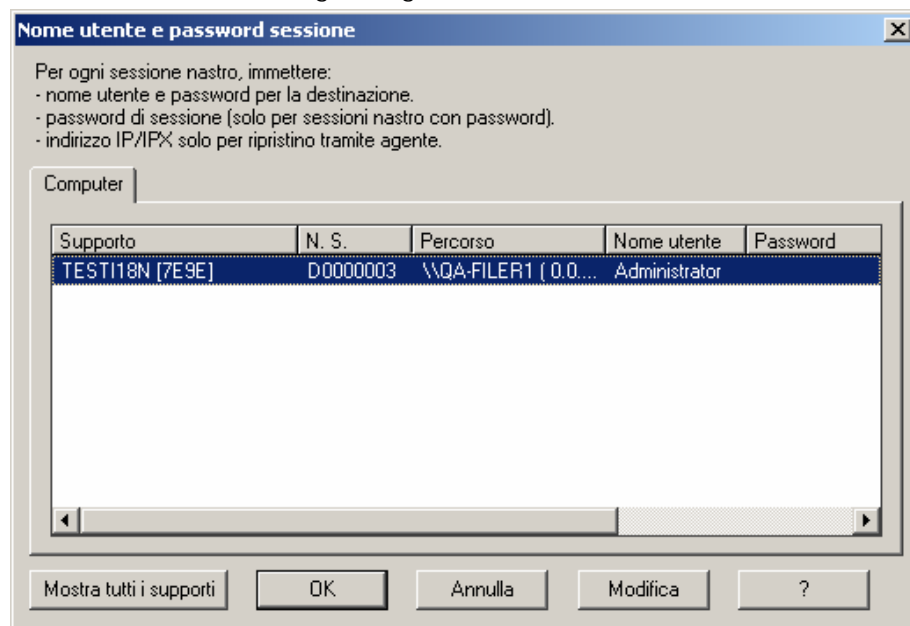 Nome utente e password sessione
Per ogni sessione nastro, immettere:
- nome utente e password per la destinazione.
- password di sessione (solo per sessioni nastro con password).
- indirizzo IP/IPX solo per ripristino tramite agente.
Computer
Supporto N. S. Percorso Nome utente Password
TESTI18N [7E9E] D0000003 \\QA-FILER1 ( 0.0.... Administrator
Mostra tutti i supporti OK Annulla Modifica ?